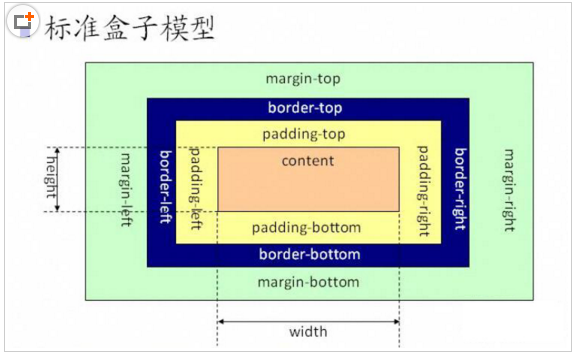 标准盒子模型
margin-top
border-top
padding-top
content
height
margin-left
border-left
padding-left
padding-right
border-right
margin-right
padding-bottom
border-bottom
margin-bottom
width